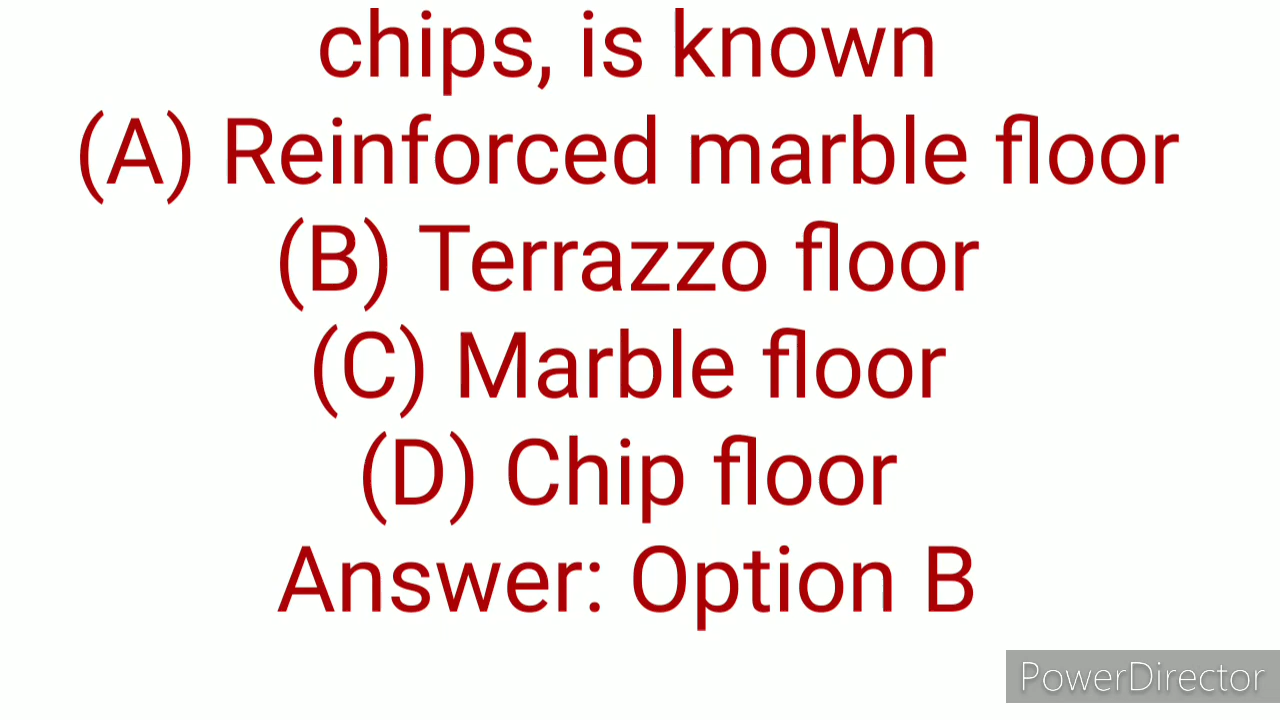 chips, is known
(A) Reinforced marble floor
(B) Terrazzo floor
(C) Marble floor
(D) Chip floor
Answer: Option B
PowerDirector